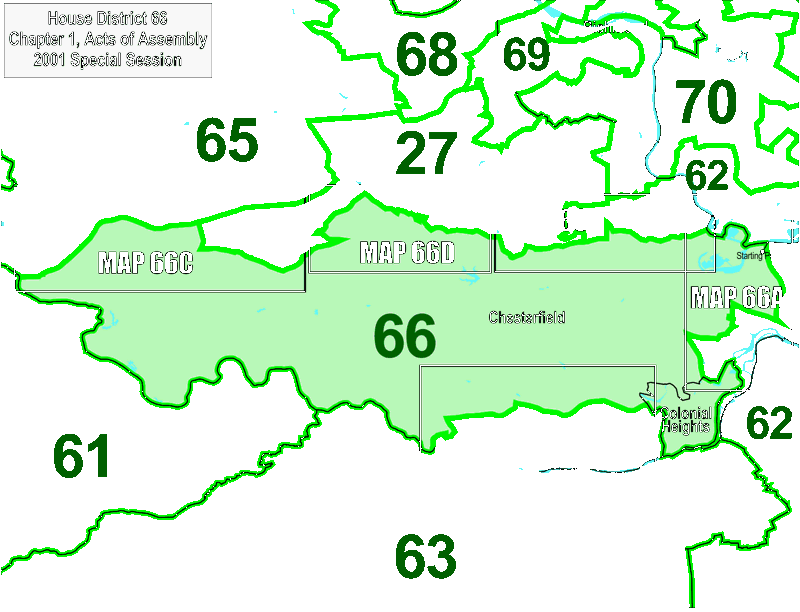 House District 66
Chapter 1, Acts of Assembly
2001 Special Session
68
69
70
65
27
62
MAP 66C
MAP 66D
Starting P
MAP 66A
Chesterfield
66
Colonial
Heights
62
61
63